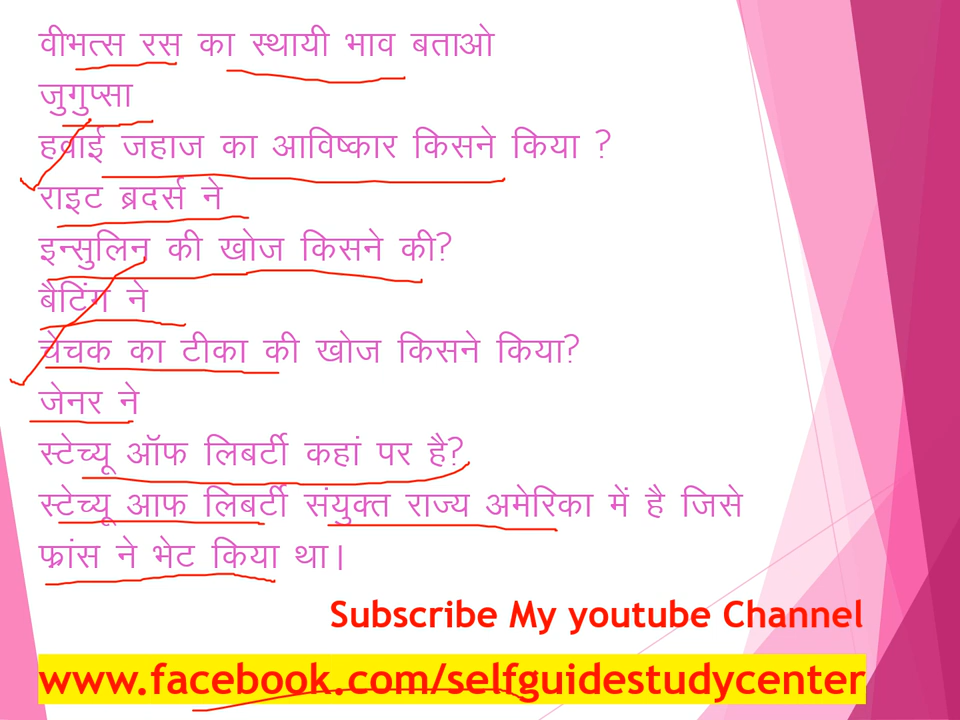 वीभत्स रस का स्थायी भाव बताओ
जुगुप्सा
हवाई जहाज का आविष्कार किसने किया ?
राइट ब्रदर्स ने
इन्सुलिन की खोज किसने की?
बैटिंग ने
चेचक का टीका की खोज किसने किया?
जेनर ने
स्टेच्यू ऑफ लिबर्टी कहां पर है?
स्टेच्यू आफ लिबर्टी संयुक्त राज्य अमेरिका में है जिसे
फ्रांस ने भेट किया था।
Subscribe My youtube Channel
www.facebook.com/selfguidestudycenter